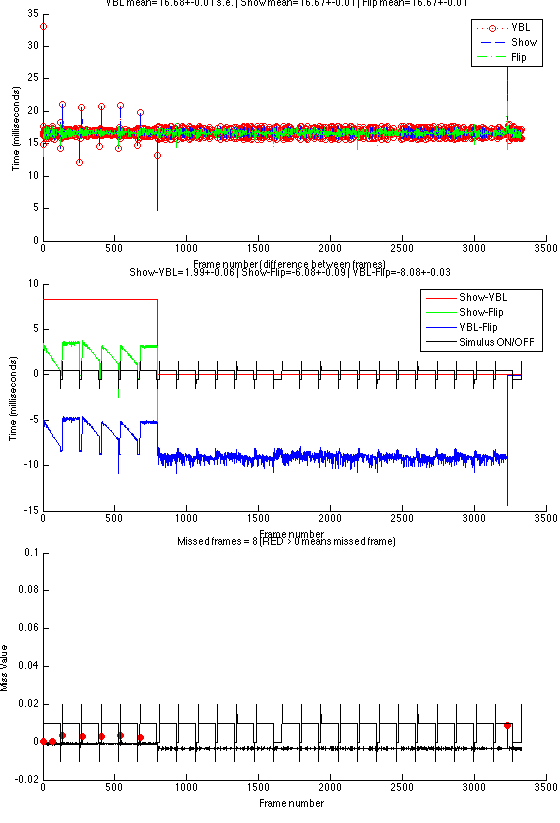 VBL mean=16.68+-0.01 s.e. | Show mean=16.67+-0.01 | Flip mean=16.67+-0.01
35
30
25
20
15
10
5
0
Time (milliseconds)
VBL
Show
Flip
0 500 1000 1500 2000 2500 3000 3500
Frame number (difference between frames)
Show-VBL=1.99+-0.06 | Show-Flip=-6.08+-0.09 | VBL-Flip=-8.08+-0.03
10
5
0
-5
-10
-15
Time (milliseconds)
Show-VBL
Show-Flip
VBL-Flip
Simulus ON/OFF
0 500 1000 1500 2000 2500 3000 3500
Frame number
Missed frames = 8 (RED > 0 means missed frame)
0.1
0.08
0.06
0.04
0.02
0
-0.02
Miss Value
0 500 1000 1500 2000 2500 3000 3500
Frame number